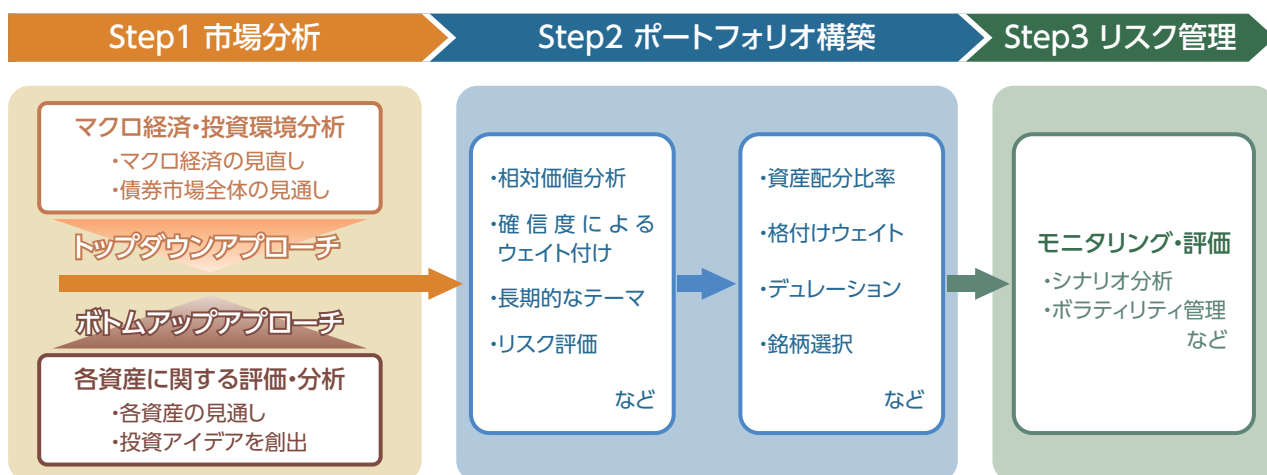 Step1 市場分析
Step2 ポートフォリオ構築
Step3 リスク管理
マクロ経済・投資環境分析
・マクロ経済の見直し
・債券市場全体の見通し
トップダウンアプローチ
ボトムアップアプローチ
各資産に関する評価・分析
・各資産の見通し
・投資アイデアを創出
・相対価値分析
・確信度による
ウェイト付け
・長期的なテーマ
・リスク評価
など
・資産配分比率
・格付けウェイト
・デュレーション
・銘柄選択
など
モニタリング・評価
・シナリオ分析
・ボラティリティ管理
など